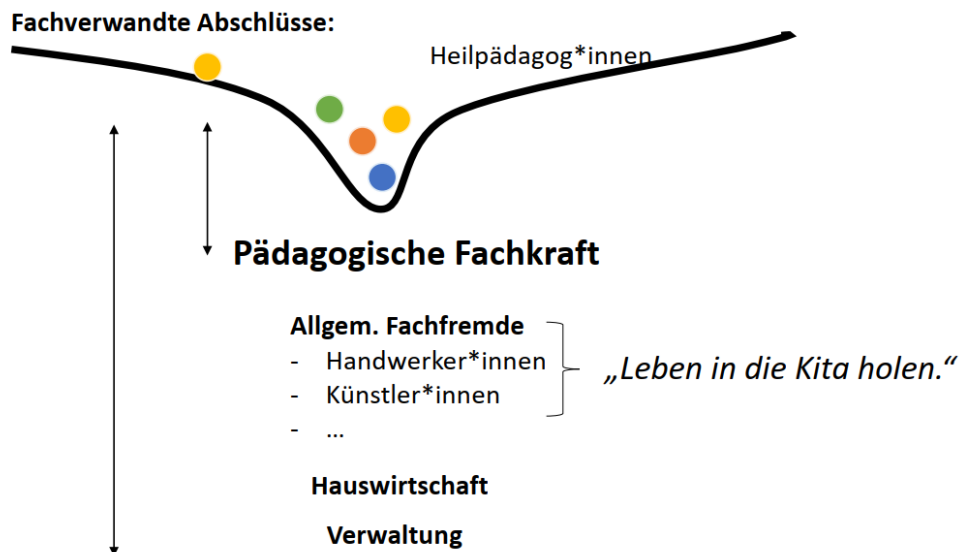 Fachverwandte Abschlüsse:
Heilpädagog*innen
Pädagogische Fachkraft
Allgem. Fachfremde
- Handwerker*innen
- Künstler*innen
- ...
„Leben in die Kita holen.“
Hauswirtschaft
Verwaltung